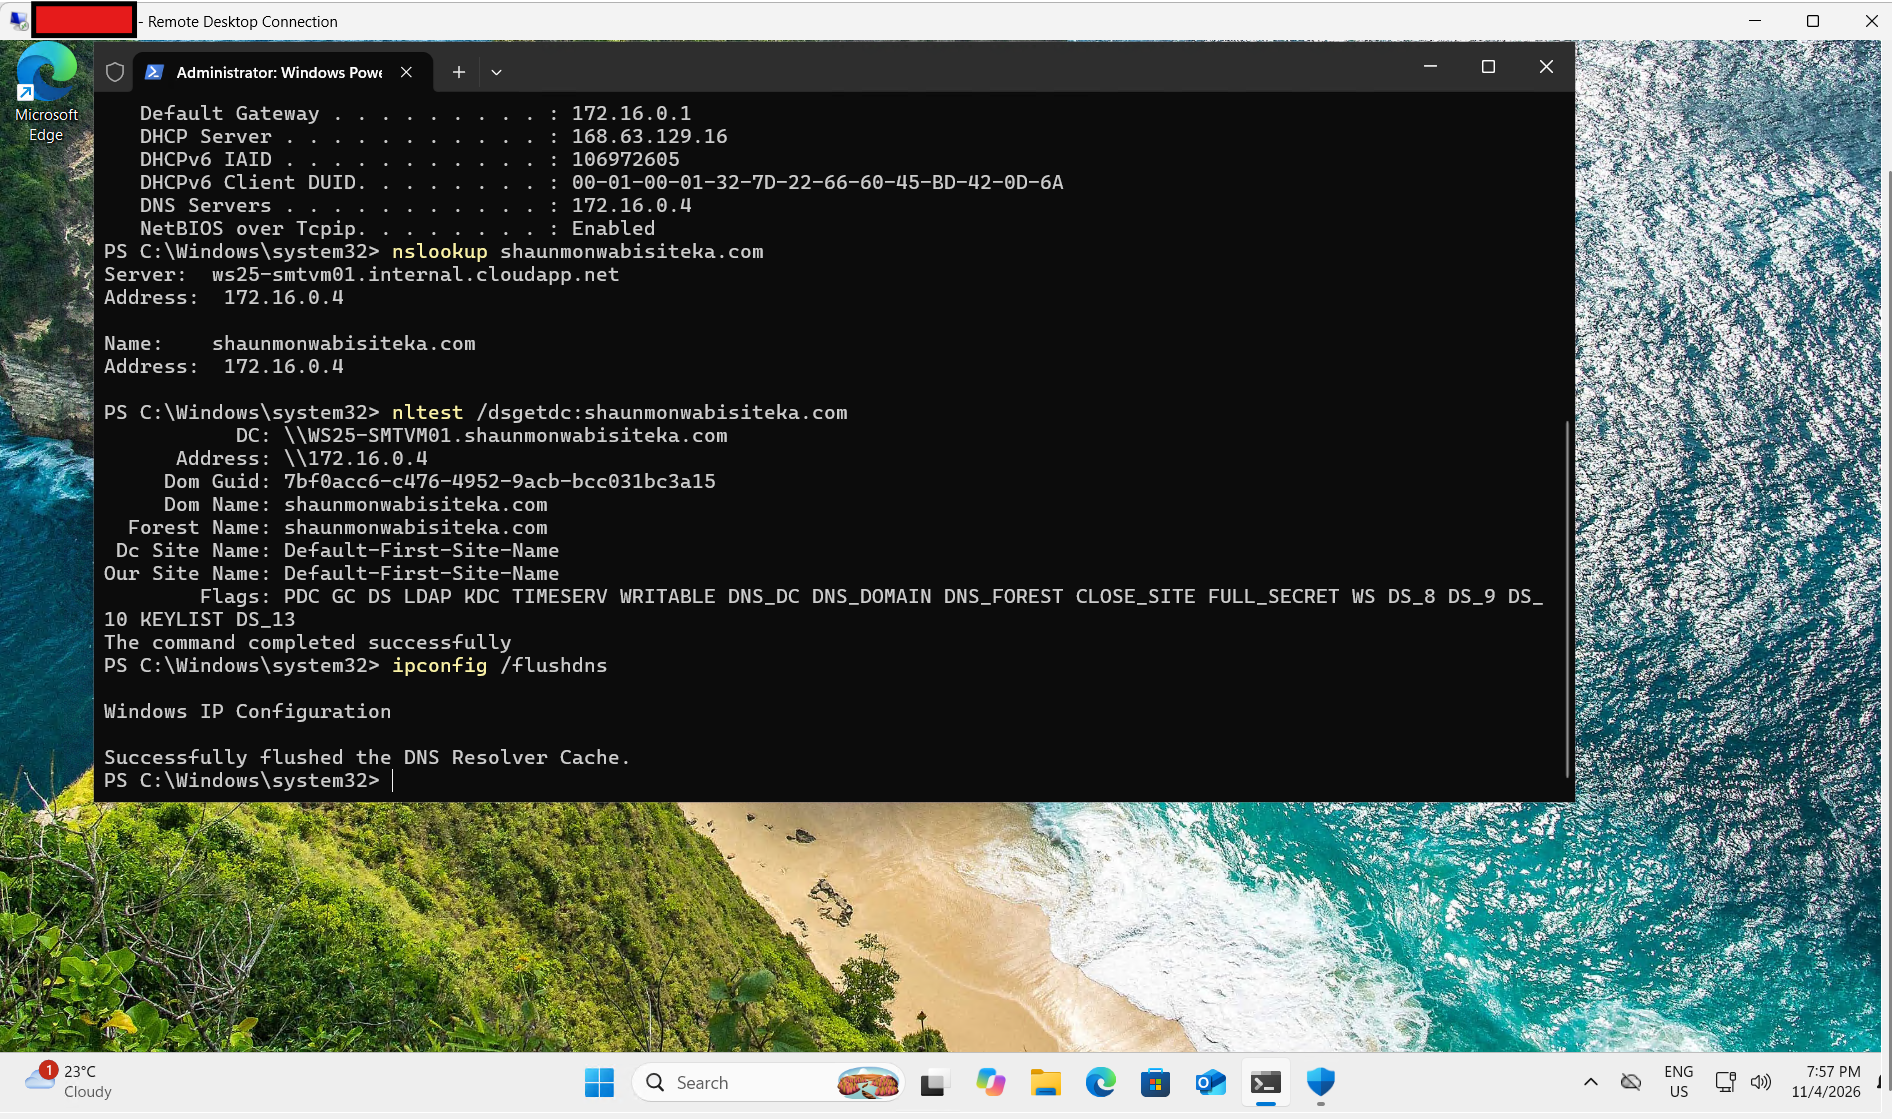 - Remote Desktop Connection
Microsoft
Edge
Administrator: Windows Powe
Default Gateway . . . . . . . . . : 172.16.0.1
DHCP Server . . . . . . . . . . . : 168.63.129.16
DHCPv6 IAID . . . . . . . . . . . : 106972605
DHCPv6 Client DUID. . . . . . . . : 00-01-00-01-32-7D-22-66-60-45-BD-42-0D-6A
DNS Servers . . . . . . . . . . . : 172.16.0.4
NetBIOS over Tcpip. . . . . . . . : Enabled
PS C:\Windows\system32> nslookup shaunmonwabisiteka.com
Server:  ws25-smtvm01.internal.cloudapp.net
Address:  172.16.0.4
Name:    shaunmonwabisiteka.com
Address:  172.16.0.4
PS C:\Windows\system32> nltest /dsgetdc:shaunmonwabisiteka.com
DC: \\WS25-SMTVM01.shaunmonwabisiteka.com
Address: \\172.16.0.4
Dom Guid: 7bf0acc6-c476-4952-9acb-bcc031bc3a15
Dom Name: shaunmonwabisiteka.com
Forest Name: shaunmonwabisiteka.com
Dc Site Name: Default-First-Site-Name
Our Site Name: Default-First-Site-Name
Flags: PDC GC DS LDAP KDC TIMESERV WRITABLE DNS_DC DNS_DOMAIN DNS_FOREST CLOSE_SITE FULL_SECRET WS DS_8 DS_9 DS_
10 KEYLIST DS_13
The command completed successfully
PS C:\Windows\system32> ipconfig /flushdns
Windows IP Configuration
Successfully flushed the DNS Resolver Cache.
PS C:\Windows\system32>
1
23°C
Cloudy
Search
ENG
US
7:57 PM
11/4/2026